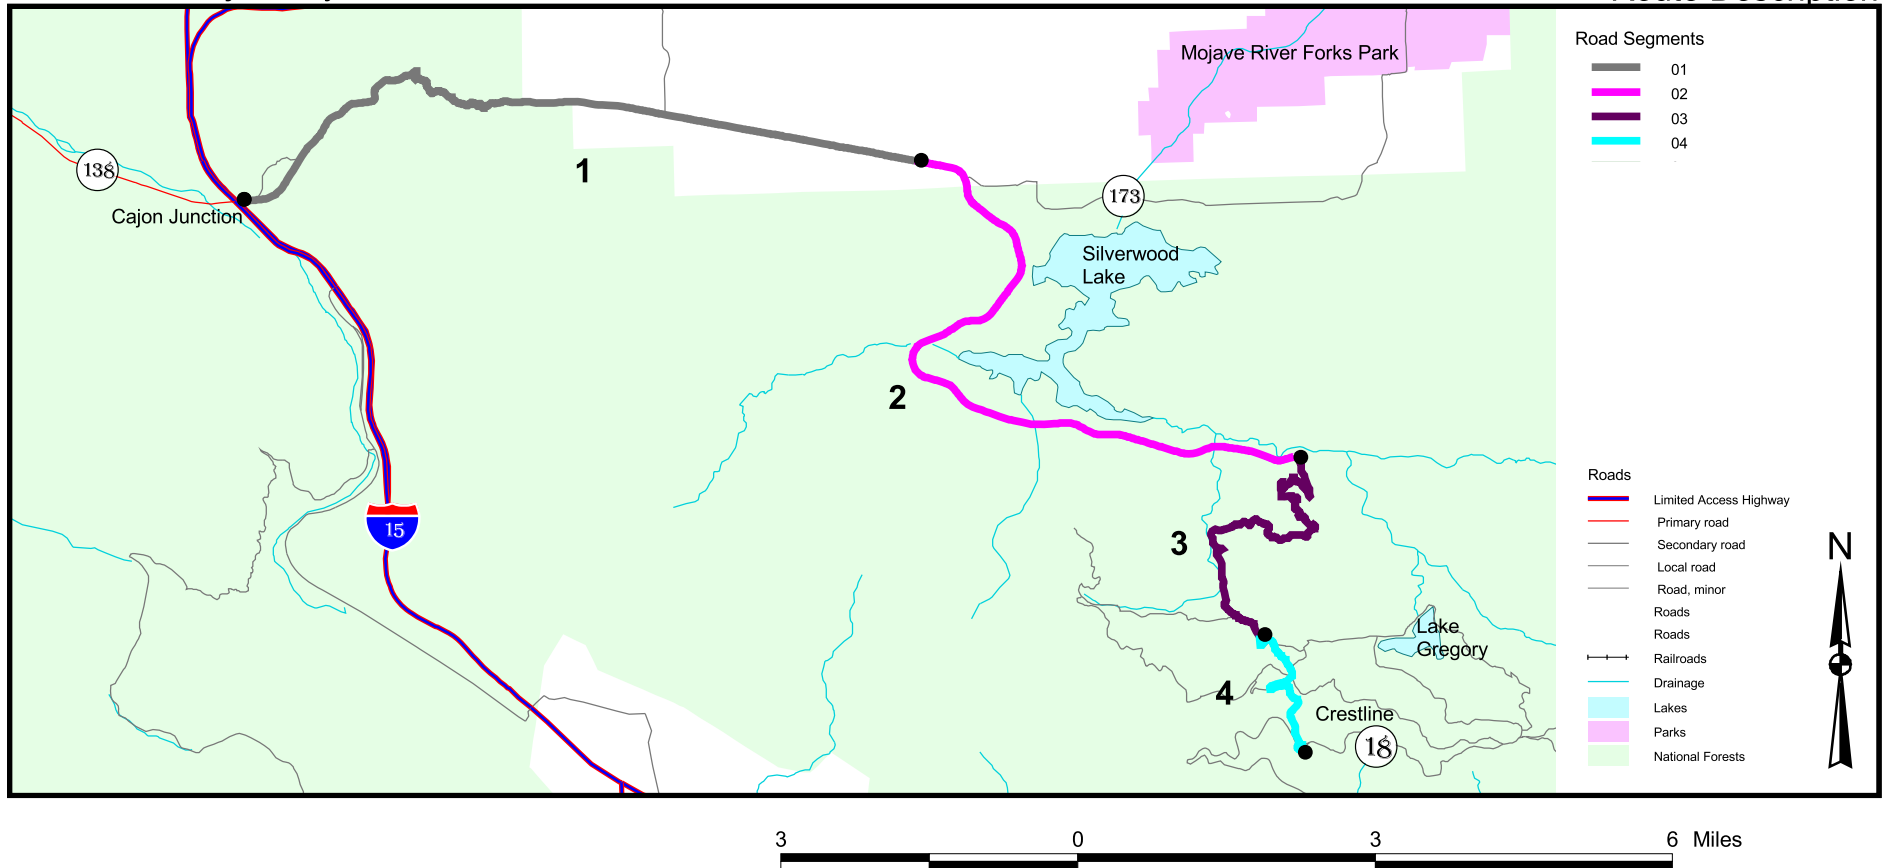 Mojave River Forks Park
Road Segments
01
02
03
04
138
1
173
Cajon Junction
Silverwood
Lake
2
Roads
Limited Access Highway
15
Primary road
3
Secondary road
Local road
Road, minor
N
Roads
Lake
Gregory
Roads
Railroads
4
Drainage
Lakes
Crestline
18
Parks
National Forests
3 0 3 6 Miles